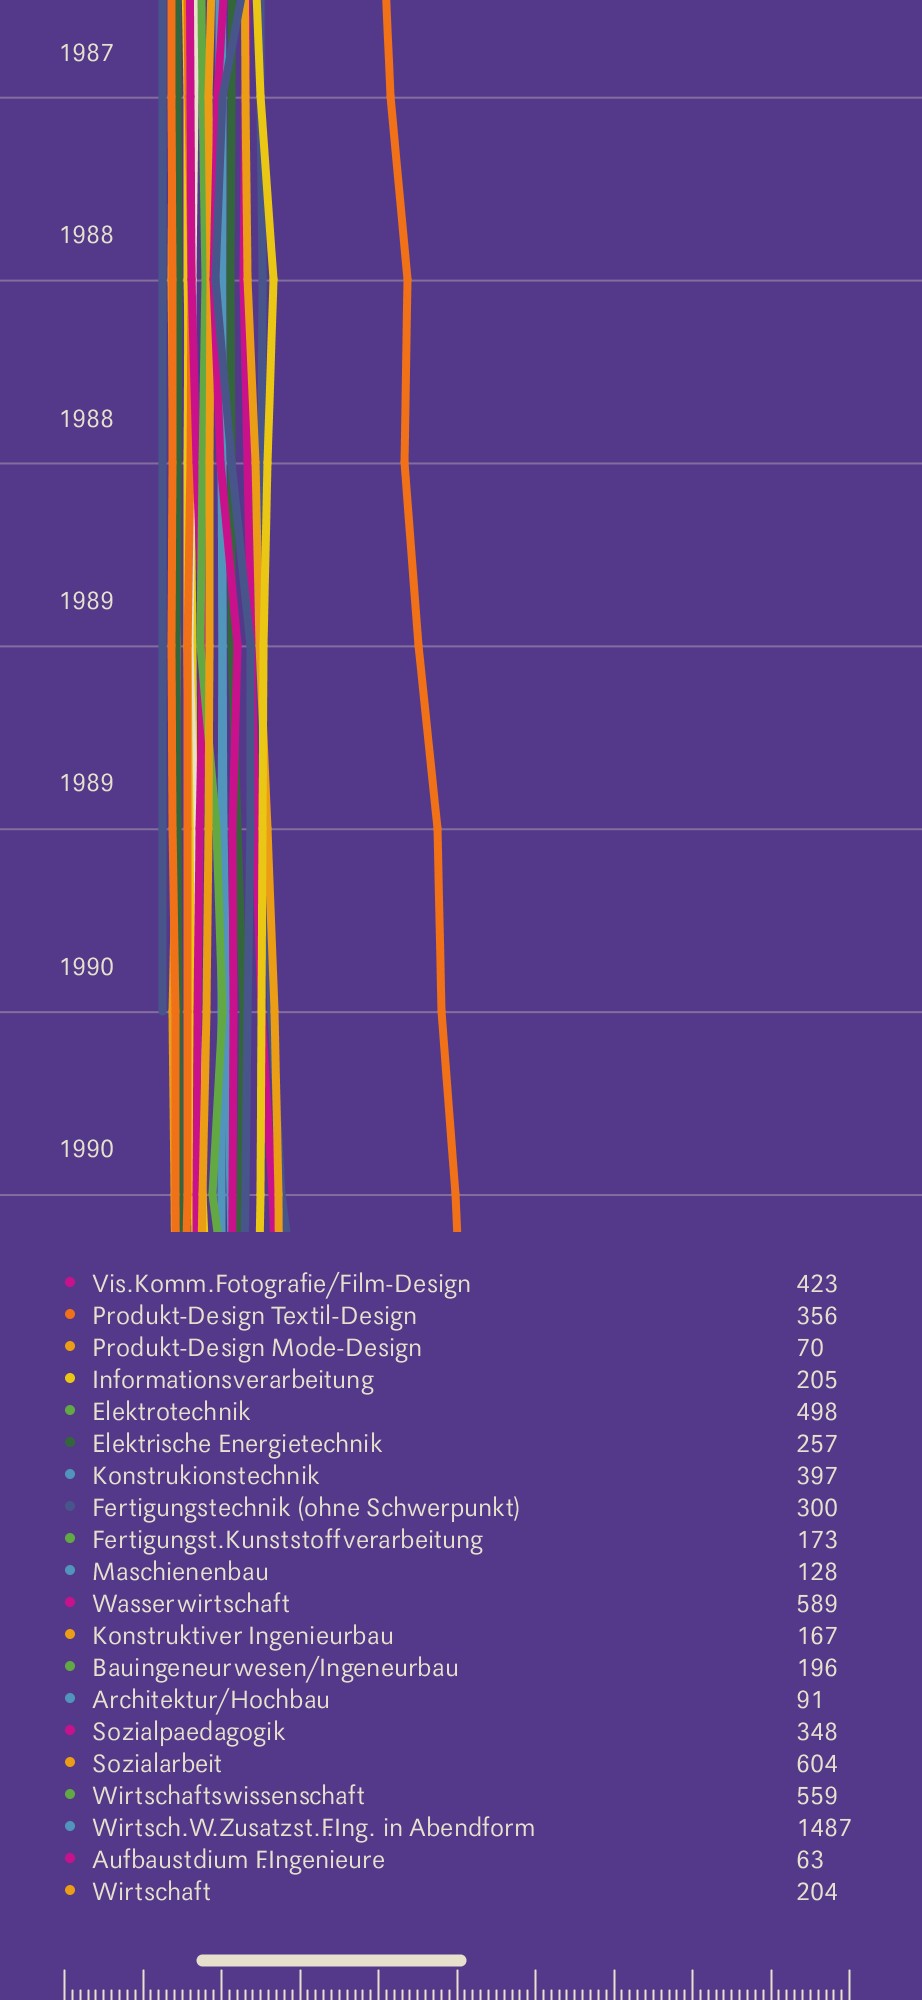 1987
1988
1988
1989
1989
1990
1990
Vis.Komm.Fotografie/Film-Design 423
Produkt-Design Textil-Design 356
Produkt-Design Mode-Design 70
Informationsverarbeitung 205
Elektrotechnik 498
Elektrische Energietechnik 257
Konstrukionstechnik 397
Fertigungstechnik (ohne Schwerpunkt) 300
Fertigungst.Kunststoffverarbeitung 173
Maschienenbau 128
Wasserwirtschaft 589
Konstruktiver Ingenieurbau 167
Bauingeneurwesen/Ingeneurbau 196
Architektur/Hochbau 91
Sozialpaedagogik 348
Sozialarbeit 604
Wirtschaftswissenschaft 559
Wirtsch.W.Zusatzst.F.Ing. in Abendform 1487
Aufbaustdium F.Ingenieure 63
Wirtschaft 204